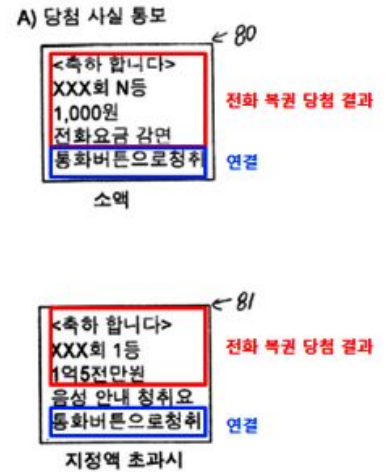 A) 당첨 사실 통보
80
<축하 합니다>
XXX회 N등
1,000원
전화요금 감면
통화버튼으로청취
전화 복권 당첨 결과
연결
소액
81
<축하 합니다>
XXX회 1등
1억5전만원
음성 안내 청취요
통화버튼으로청취
전화 복권 당첨 결과
연결
지정액 초과시